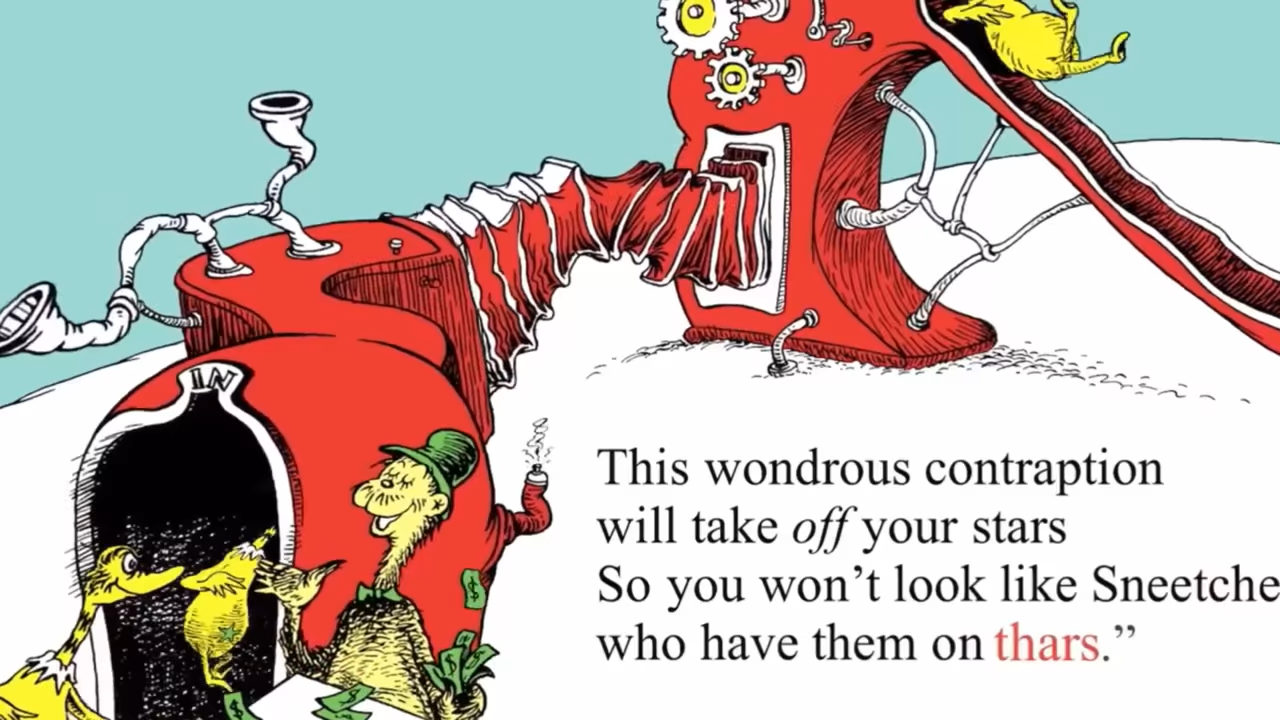 IN
This wondrous contraption
will take off your stars
So you won’t look like Sneetche
who have them on thars.”